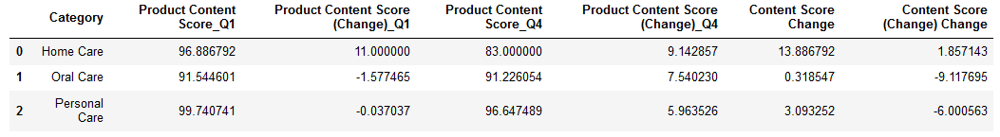 Category Product Content Score_Q1 Product Content Score (Change)_Q1 Product Content Score_Q4 Product Content Score (Change)_Q4 Content Score Change Content Score (Change) Change
0 Home Care 96.886792 11.000000 83.000000 9.142857 13.886792 1.857143
1 Oral Care 91.544601 -1.577465 91.226054 7.540230 0.318547 -9.117695
2 Personal Care 99.740741 -0.037037 96.647489 5.963526 3.093252 -6.000563